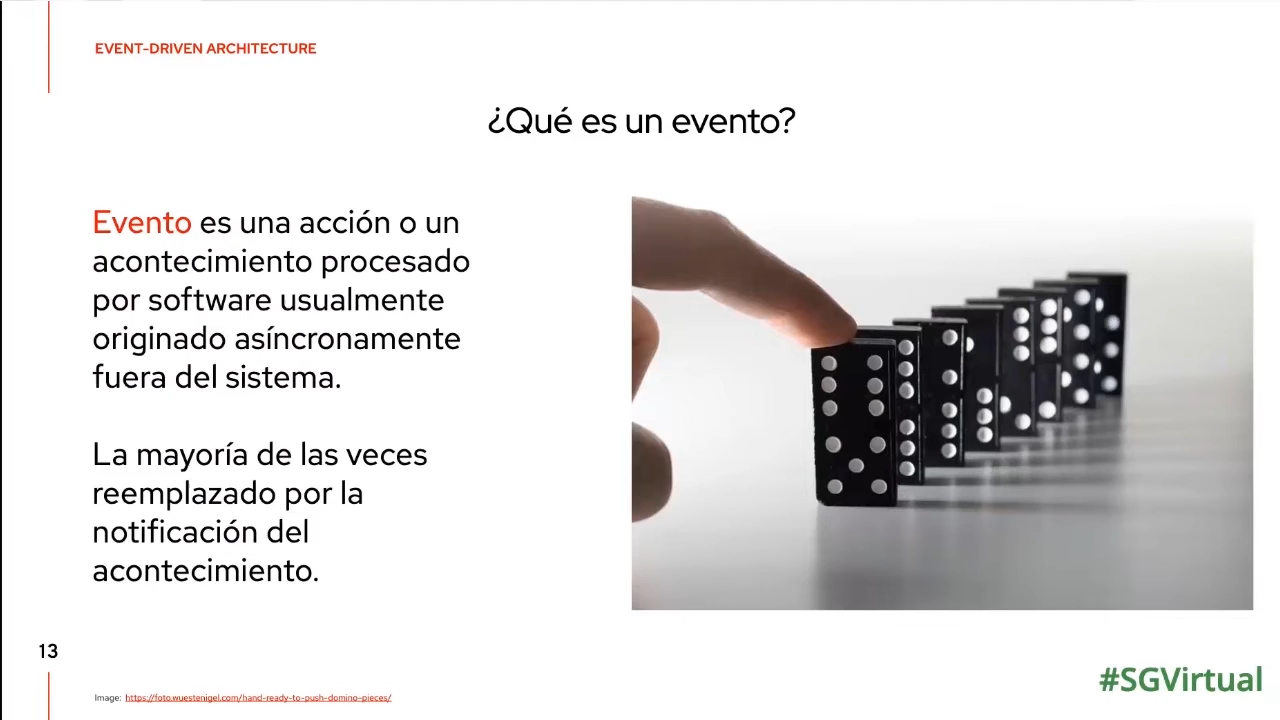 EVENT-DRIVEN ARCHITECTURE
¿Qué es un evento?
Evento es una acción o un
acontecimiento procesado
por software usualmente
originado asíncronamente
fuera del sistema.
La mayoría de las veces
reemplazado por la
notificación del
acontecimiento.
13
Image: https://foto.wuestenigel.com/hand-ready-to-push-domino-pieces/
#SGVirtual